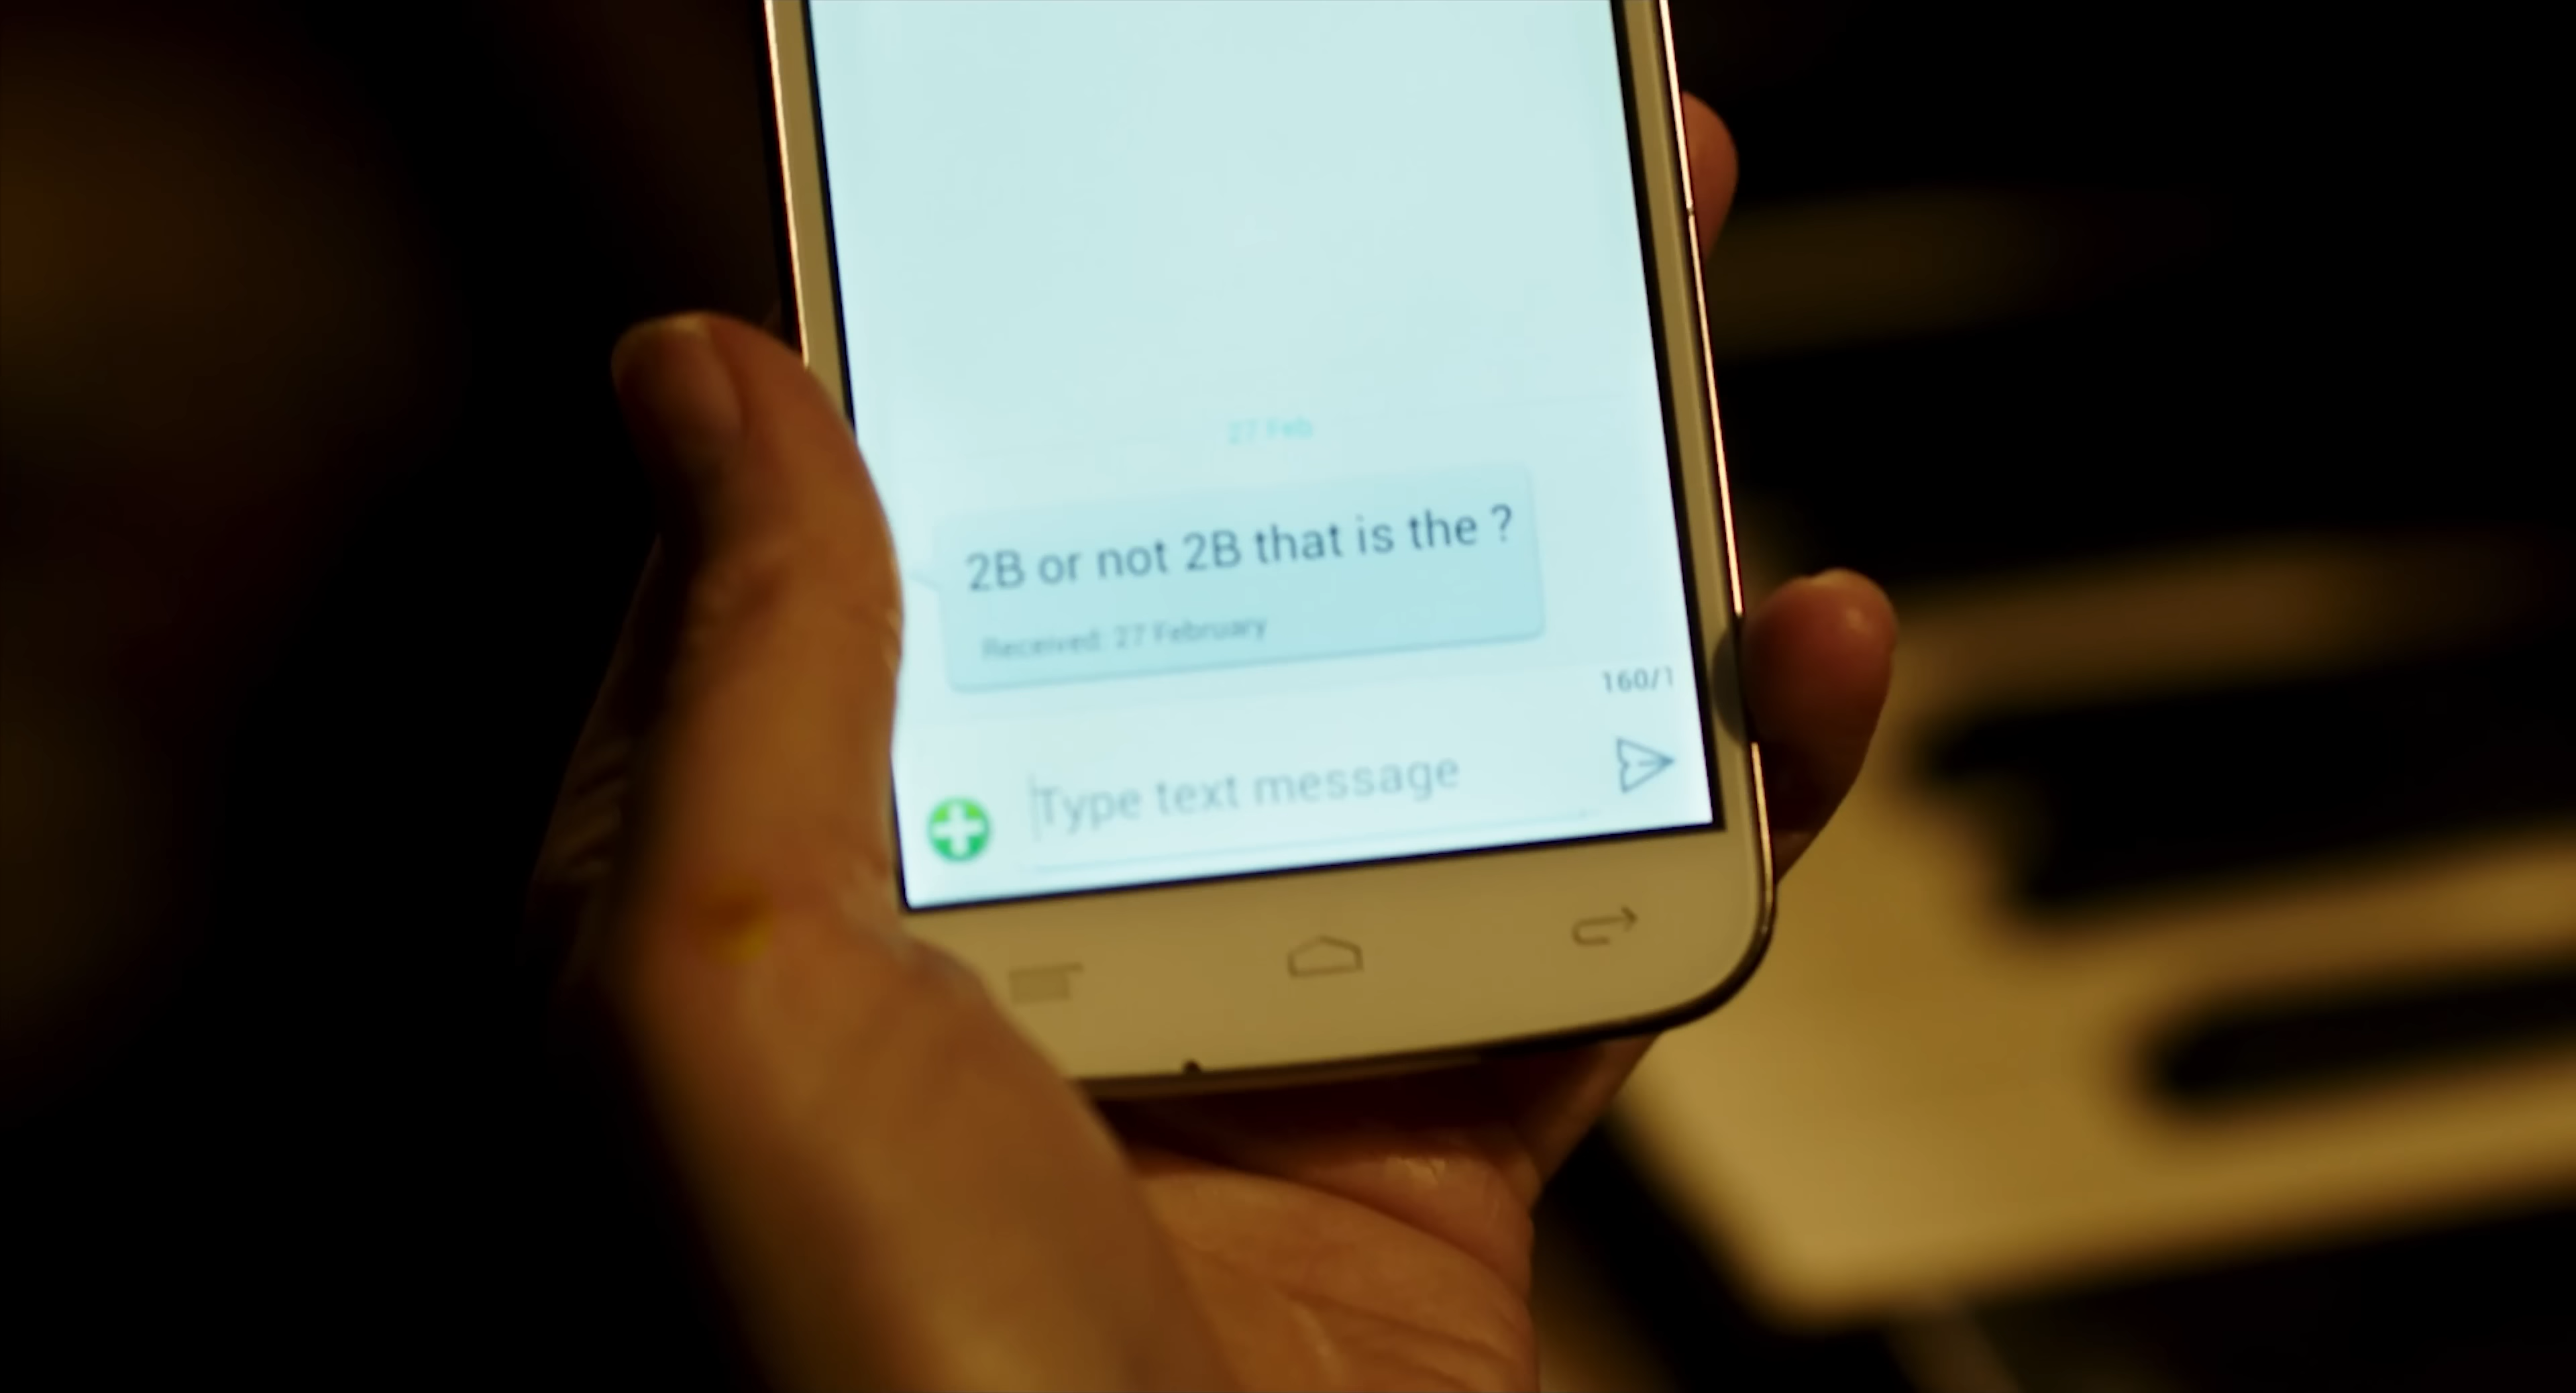 27 Feb
2B or not 2B that is the ?
Received: 27 February
160/1
Type text message